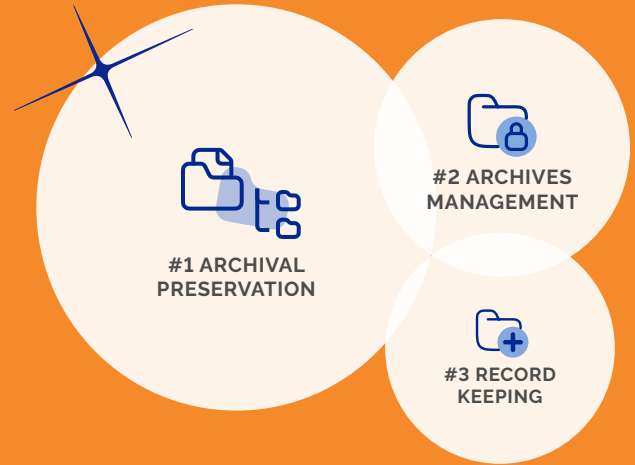 #1 ARCHIVAL
PRESERVATION
#2 ARCHIVES
MANAGEMENT
#3 RECORD
KEEPING